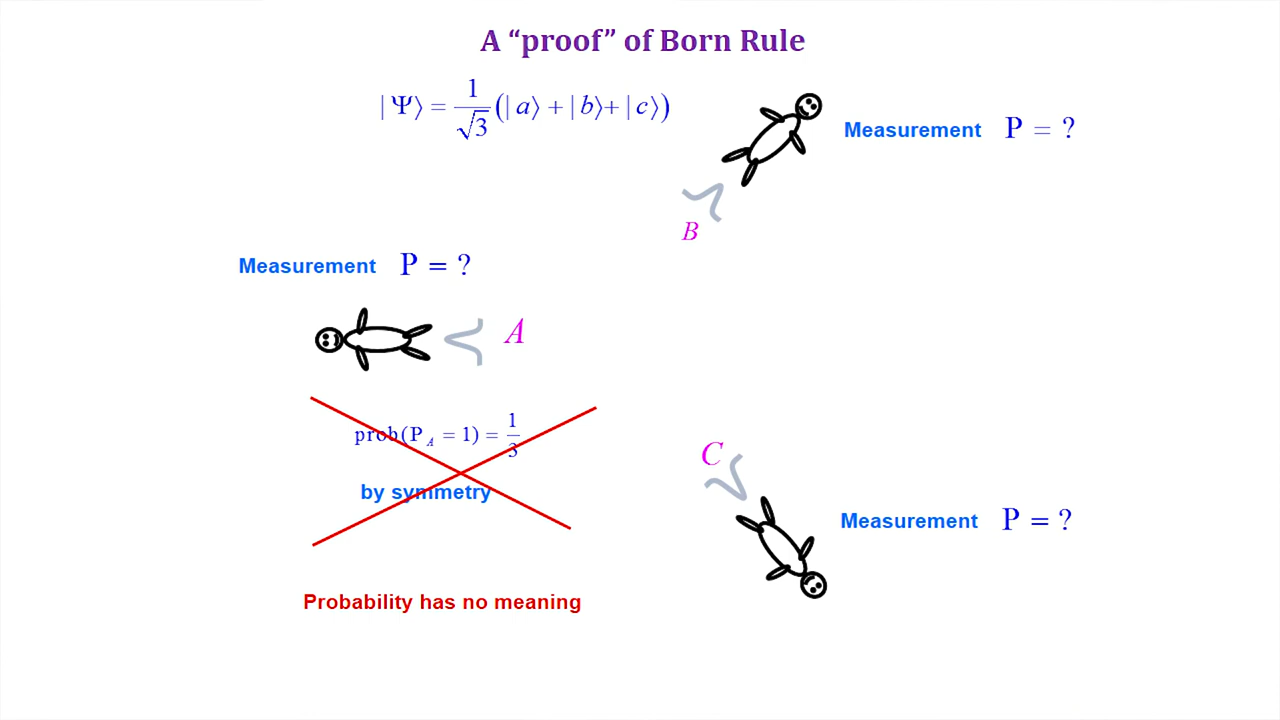 A “proof” of Born Rule
| Ψ⟩ = 1/√3 (| a⟩ + | b⟩+ | c⟩)
Measurement P = ?
B
Measurement P = ?
A
prob(P_A = 1) = 1/3
by symmetry
C
Measurement P = ?
Probability has no meaning